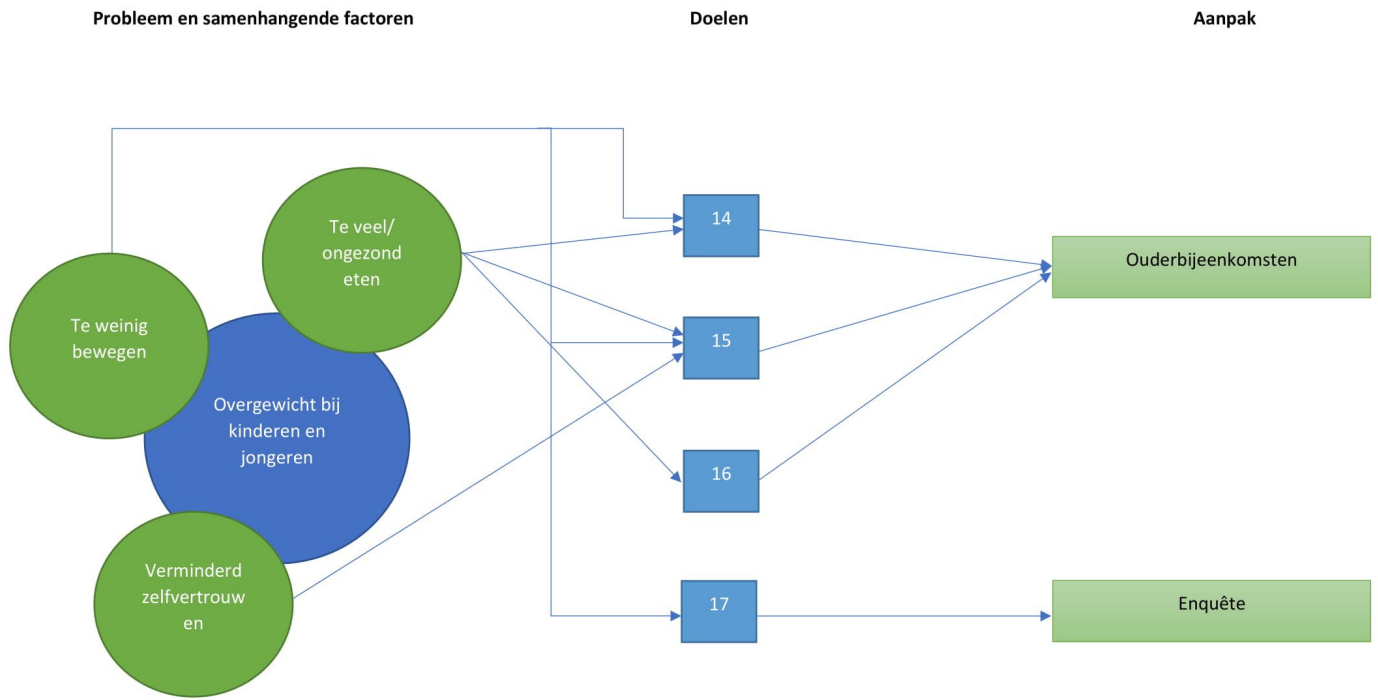 Probleem en samenhangende factoren
Doelen
Aanpak
Te veel/
ongezond
eten
Te weinig
bewegen
Overgewicht bij
kinderen en
jongeren
Verminderd
zelfvertrouw
en
14
15
16
17
Ouderbijeenkomsten
Enquête